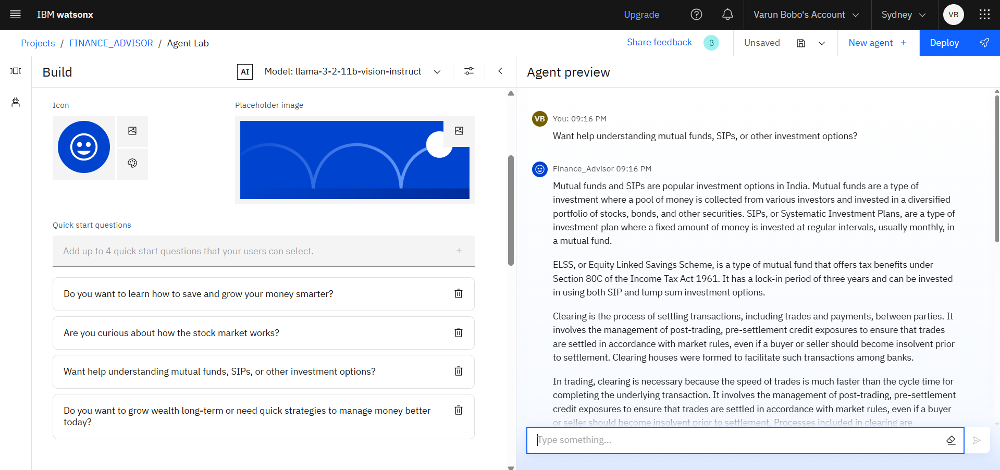 IBM watsonx
Upgrade
Varun Bobo's Account
Sydney
VB
Projects / FINANCE_ADVISOR / Agent Lab
Share feedback
β
Unsaved
New agent +
Deploy
Build
AI
Model: llama-3-2-11b-vision-instruct
Icon
Placeholder image
Quick start questions
Add up to 4 quick start questions that your users can select.
Do you want to learn how to save and grow your money smarter?
Are you curious about how the stock market works?
Want help understanding mutual funds, SIPs, or other investment options?
Do you want to grow wealth long-term or need quick strategies to manage money better
today?
Agent preview
VB
You: 09:16 PM
Want help understanding mutual funds, SIPs, or other investment options?
Finance_Advisor 09:16 PM
Mutual funds and SIPs are popular investment options in India. Mutual funds are a type of
investment where a pool of money is collected from various investors and invested in a diversified
portfolio of stocks, bonds, and other securities. SIPs, or Systematic Investment Plans, are a type of
investment plan where a fixed amount of money is invested at regular intervals, usually monthly, in
a mutual fund.
ELSS, or Equity Linked Savings Scheme, is a type of mutual fund that offers tax benefits under
Section 80C of the Income Tax Act 1961. It has a lock-in period of three years and can be invested
in using both SIP and lump sum investment options.
Clearing is the process of settling transactions, including trades and payments, between parties. It
involves the management of post-trading, pre-settlement credit exposures to ensure that trades
are settled in accordance with market rules, even if a buyer or seller should become insolvent prior
to settlement. Clearing houses were formed to facilitate such transactions among banks.
In trading, clearing is necessary because the speed of trades is much faster than the cycle time for
completing the underlying transaction. It involves the management of post-trading, pre-settlement
credit exposures to ensure that trades are settled in accordance with market rules, even if a buyer
or seller should become insolvent prior to settlement. Processes included in clearing are
Type something...